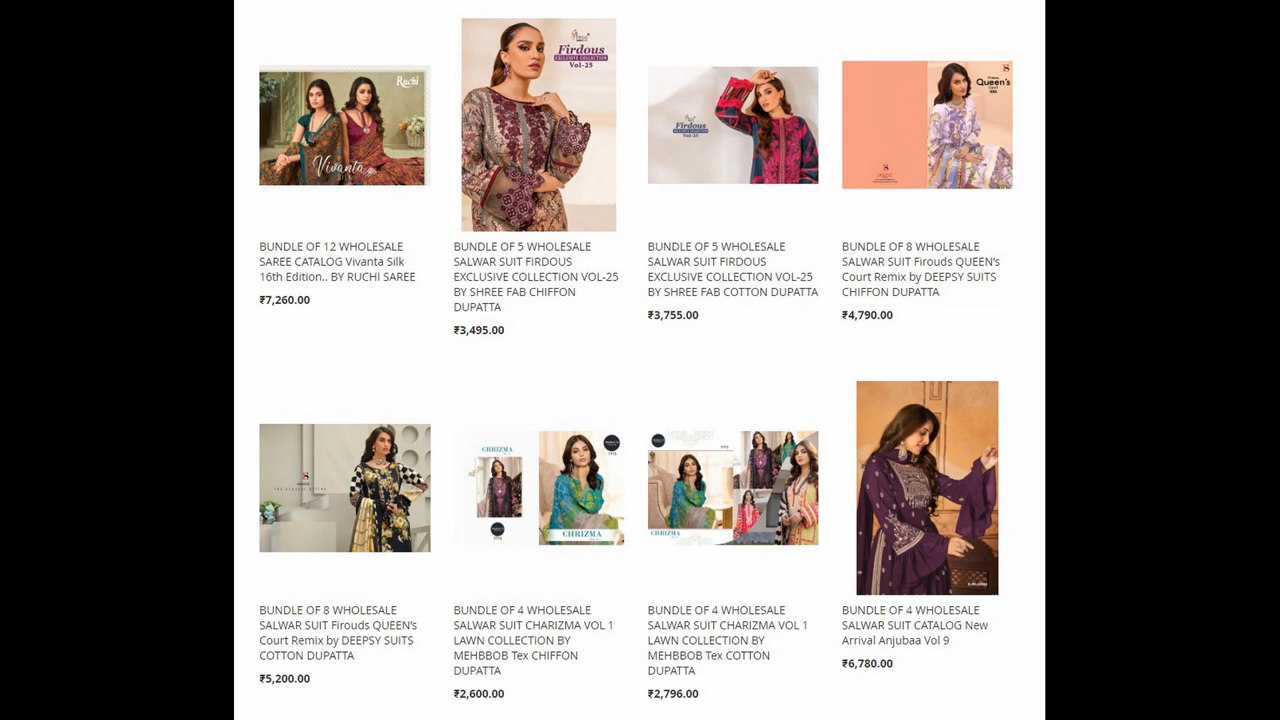 Ruchi
Vivanta
SILK
Firdous
EXCLUSIVE COLLECTION
Vol-25
Firdous
EXCLUSIVE COLLECTION
Vol-25
Queen's
Court
BUNDLE OF 12 WHOLESALE
SAREE CATALOG Vivanta Silk
16th Edition.. BY RUCHI SAREE
₹7,260.00
BUNDLE OF 5 WHOLESALE
SALWAR SUIT FIRDOUS
EXCLUSIVE COLLECTION VOL-25
BY SHREE FAB CHIFFON
DUPATTA
₹3,495.00
BUNDLE OF 5 WHOLESALE
SALWAR SUIT FIRDOUS
EXCLUSIVE COLLECTION VOL-25
BY SHREE FAB COTTON DUPATTA
₹3,755.00
BUNDLE OF 8 WHOLESALE
SALWAR SUIT Firouds QUEEN's
Court Remix by DEEPSY SUITS
CHIFFON DUPATTA
₹4,790.00
CHRIZMA
CHRIZMA
CHRIZMA
BUNDLE OF 8 WHOLESALE
SALWAR SUIT Firouds QUEEN's
Court Remix by DEEPSY SUITS
COTTON DUPATTA
₹5,200.00
BUNDLE OF 4 WHOLESALE
SALWAR SUIT CHARIZMA VOL 1
LAWN COLLECTION BY
MEHBBOB Tex CHIFFON
DUPATTA
₹2,600.00
BUNDLE OF 4 WHOLESALE
SALWAR SUIT CHARIZMA VOL 1
LAWN COLLECTION BY
MEHBBOB Tex COTTON
DUPATTA
₹2,796.00
BUNDLE OF 4 WHOLESALE
SALWAR SUIT CATALOG New
Arrival Anjubaa Vol 9
₹6,780.00